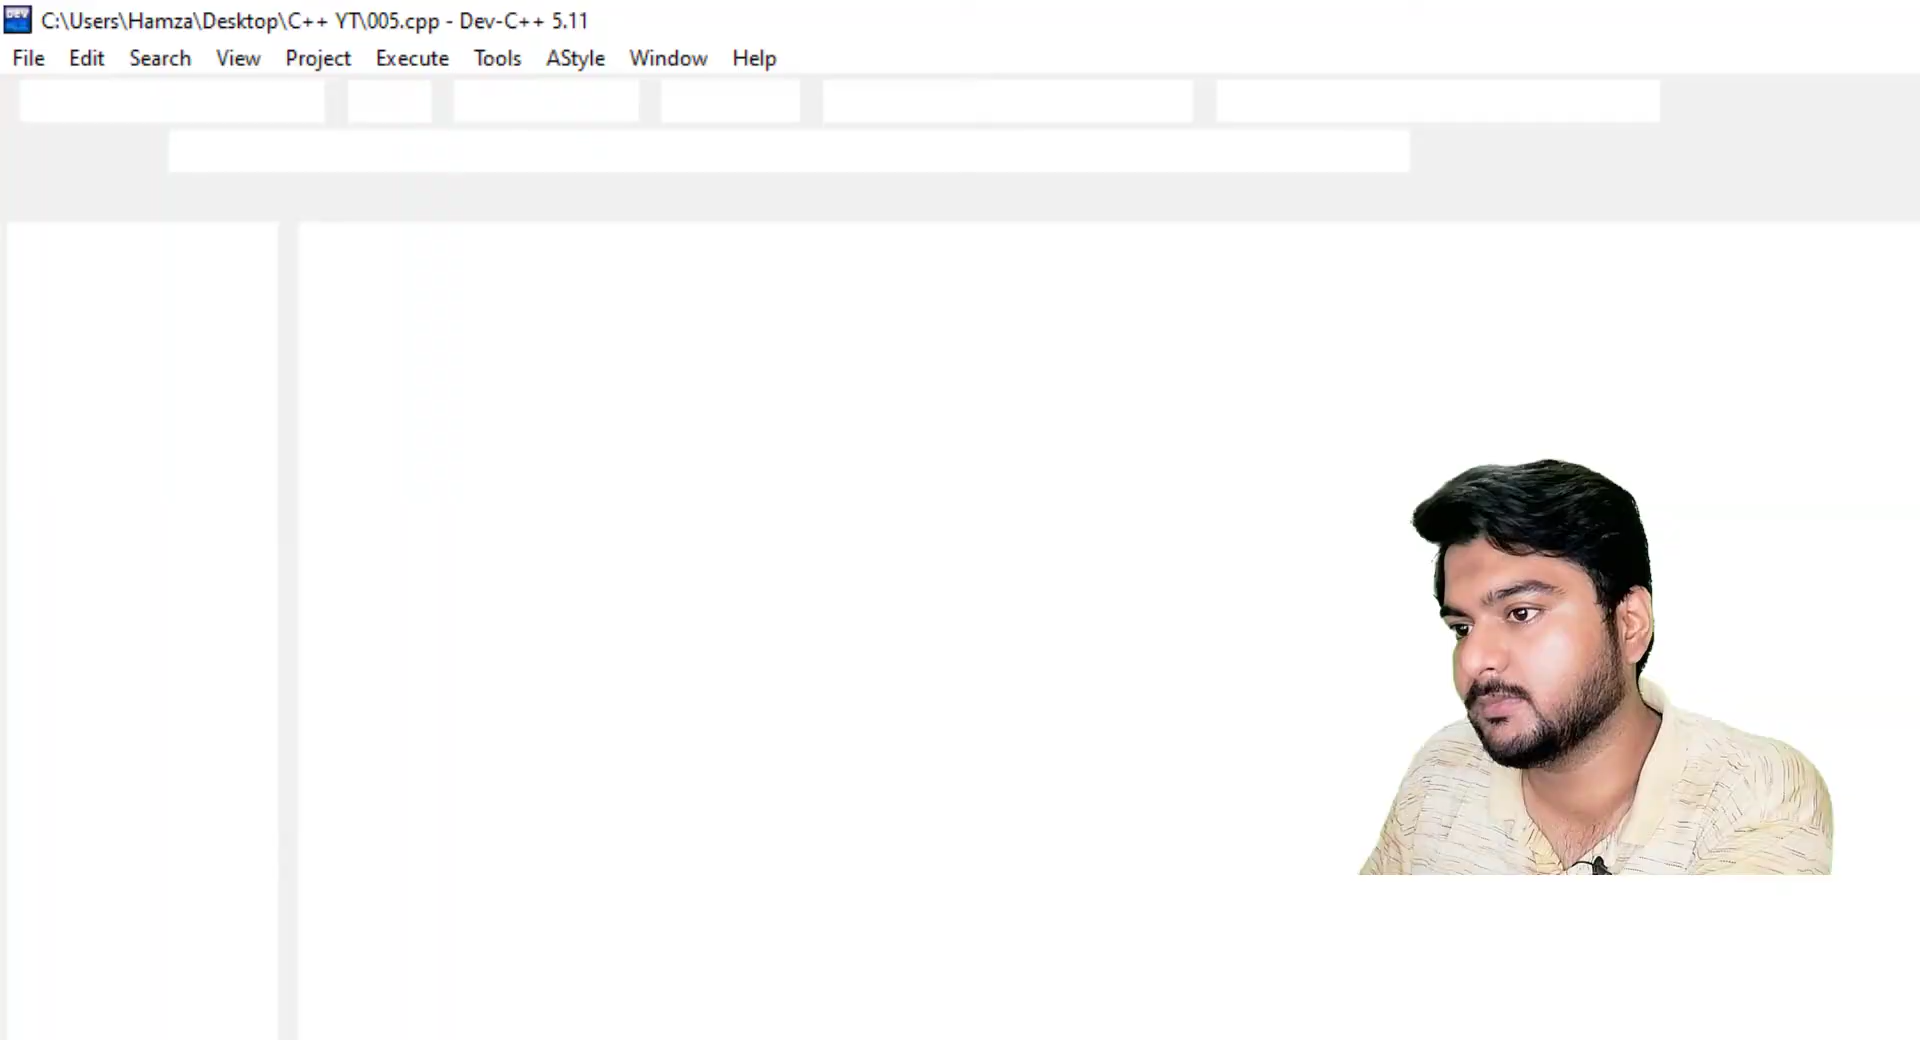 C:\Users\Hamza\Desktop\C++ YT\005.cpp - Dev-C++ 5.11
File Edit Search View Project Execute Tools AStyle Window Help